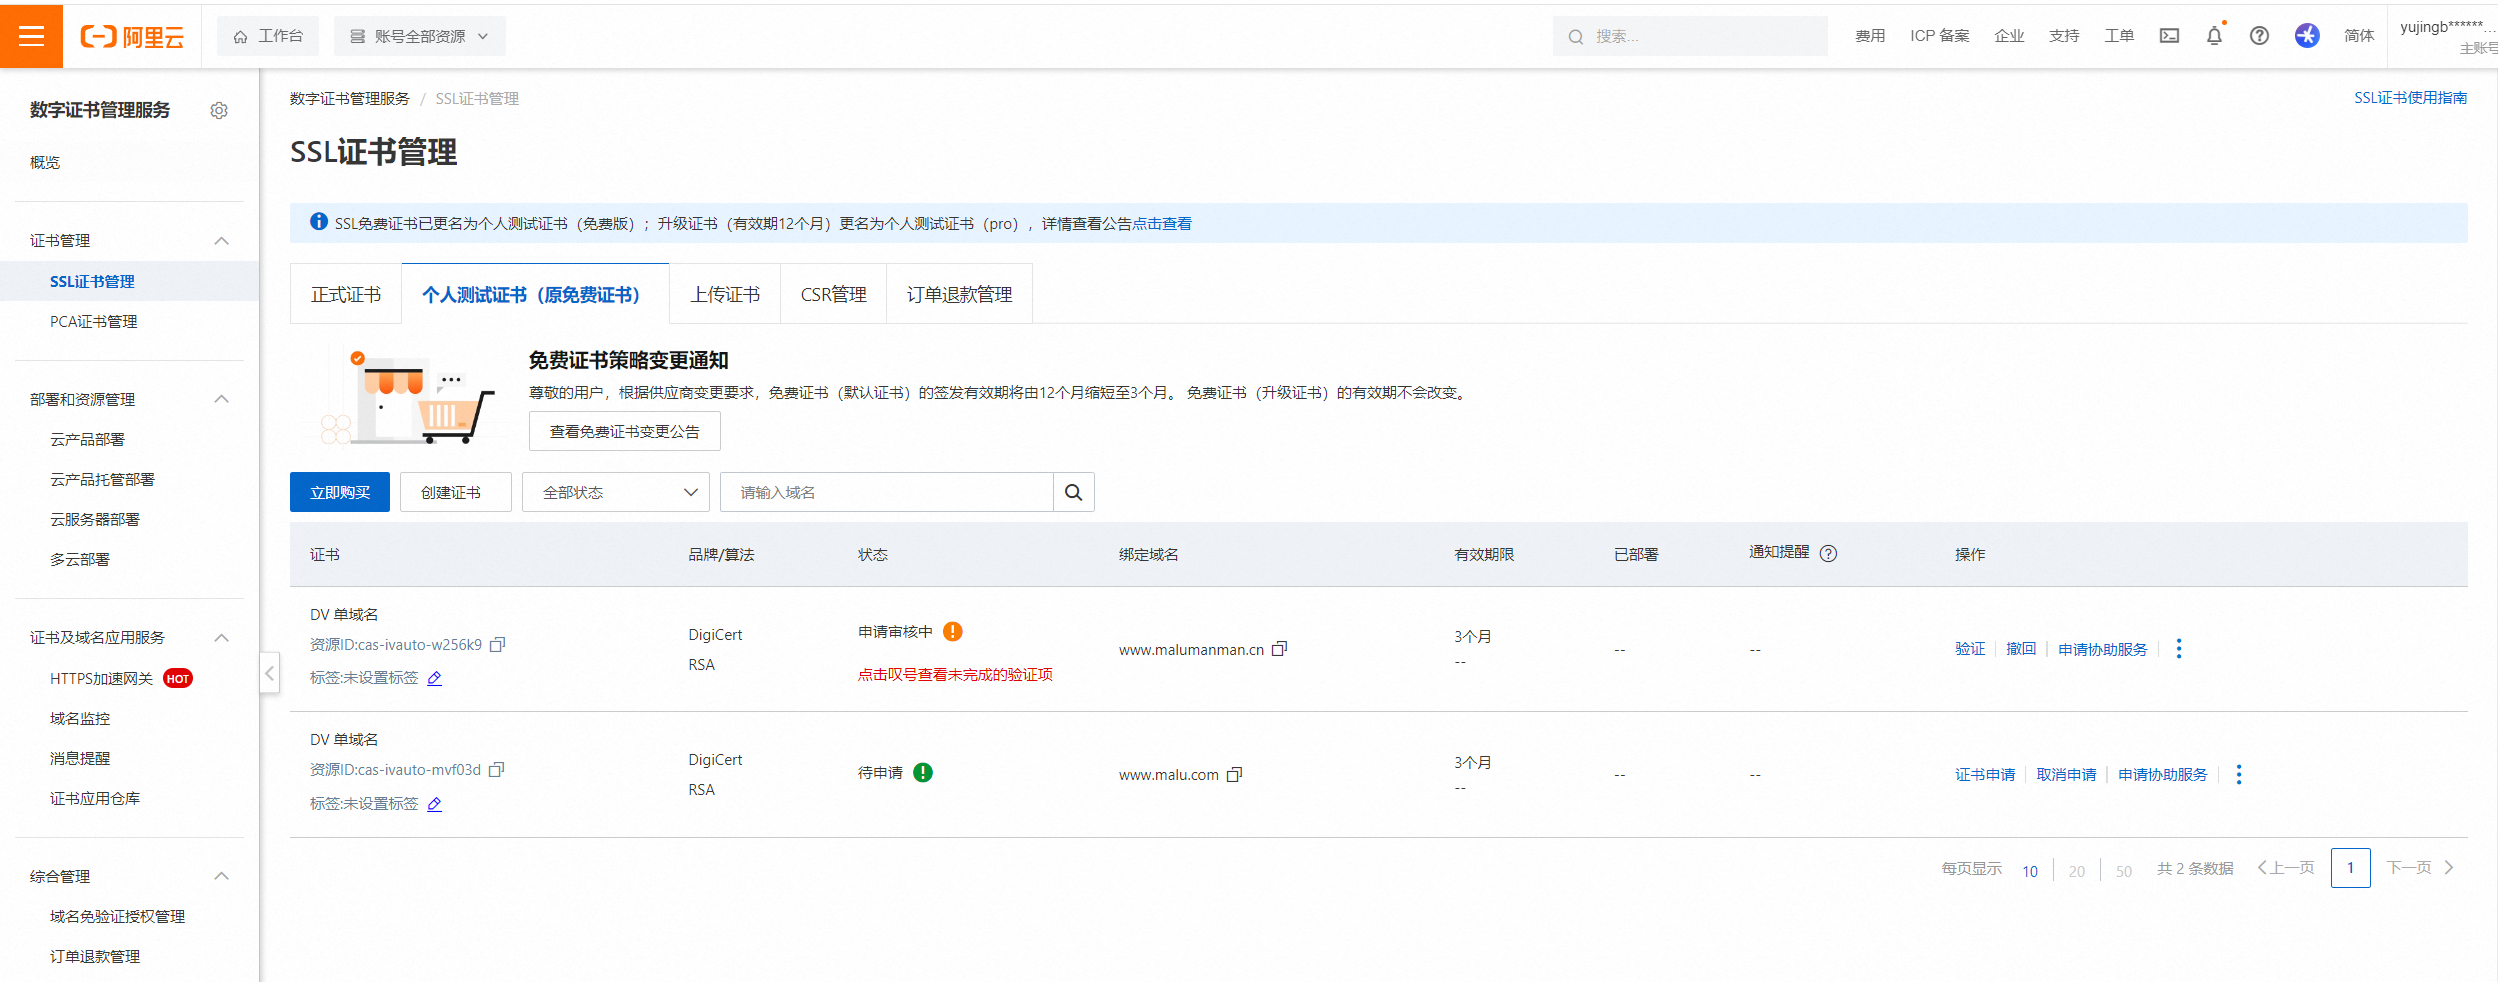 阿里云
工作台
账号全部资源
搜索...
费用
ICP 备案
企业
支持
工单
简体
yujingb******...
主账号
数字证书管理服务
概览
证书管理
SSL证书管理
PCA证书管理
部署和资源管理
云产品部署
云产品托管部署
云服务器部署
多云部署
证书及域名应用服务
HTTPS加速网关 HOT
域名监控
消息提醒
证书应用仓库
综合管理
域名免验证授权管理
订单退款管理
数字证书管理服务 / SSL证书管理
SSL证书使用指南
SSL证书管理
SSL免费证书已更名为个人测试证书（免费版）；升级证书（有效期12个月）更名为个人测试证书（pro），详情查看公告点击查看
正式证书
个人测试证书（原免费证书）
上传证书
CSR管理
订单退款管理
免费证书策略变更通知
尊敬的用户，根据供应商变更要求，免费证书（默认证书）的签发有效期将由12个月缩短至3个月。 免费证书（升级证书）的有效期不会改变。
查看免费证书变更公告
立即购买
创建证书
全部状态
请输入域名
证书 品牌/算法 状态 绑定域名 有效期限 已部署 通知提醒 操作
DV 单域名
资源ID:cas-ivauto-w256k9
标签:未设置标签
DigiCert
RSA
申请审核中
点击叹号查看未完成的验证项
www.malumanman.cn
3个月
--
--
--
验证 撤回 申请协助服务
DV 单域名
资源ID:cas-ivauto-mvf03d
标签:未设置标签
DigiCert
RSA
待申请
www.malu.com
3个月
--
--
--
证书申请 取消申请 申请协助服务
每页显示 10 20 50 共 2 条数据 上一页 1 下一页